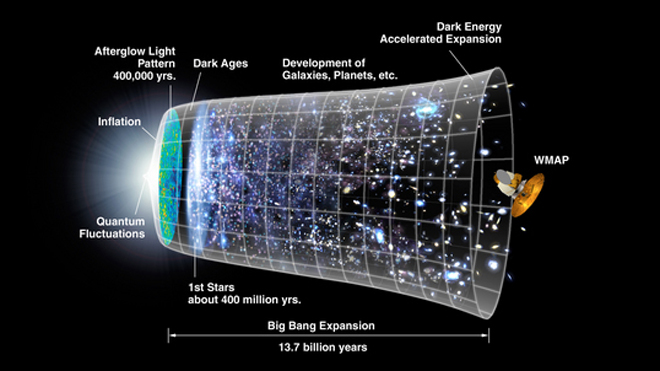 Dark Energy
Accelerated Expansion
Afterglow Light
Pattern
400,000 yrs.
Dark Ages
Development of
Galaxies, Planets, etc.
Inflation
WMAP
Quantum
Fluctuations
1st Stars
about 400 million yrs.
Big Bang Expansion
13.7 billion years